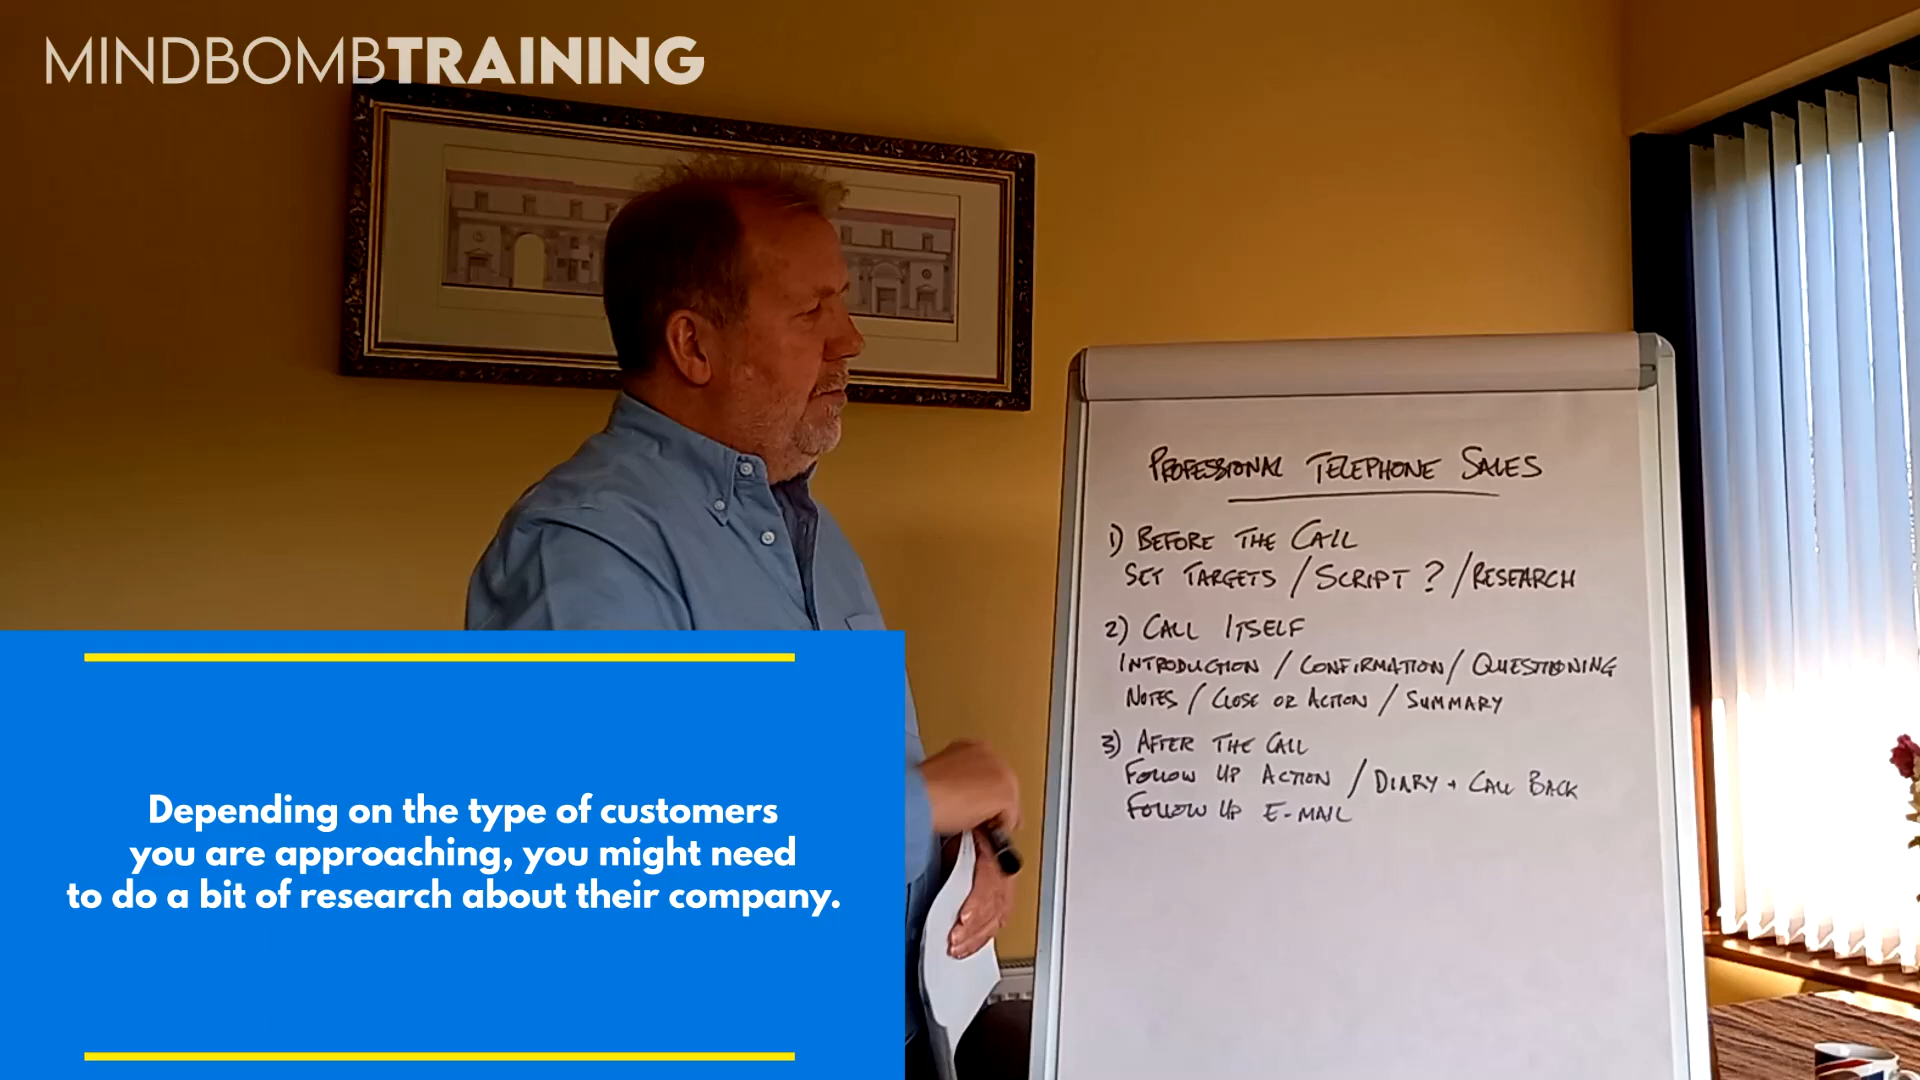 MINDBOMBTRAINING
PROFESSIONAL TELEPHONE SALES
1) BEFORE THE CALL
SET TARGETS / SCRIPT ? / RESEARCH
2) CALL ITSELF
INTRODUCTION / CONFIRMATION / QUESTIONING
NOTES / CLOSE OR ACTION / SUMMARY
3) AFTER THE CALL
FOLLOW UP ACTION / DIARY + CALL BACK
FOLLOW UP E-MAIL
Depending on the type of customers
you are approaching, you might need
to do a bit of research about their company.